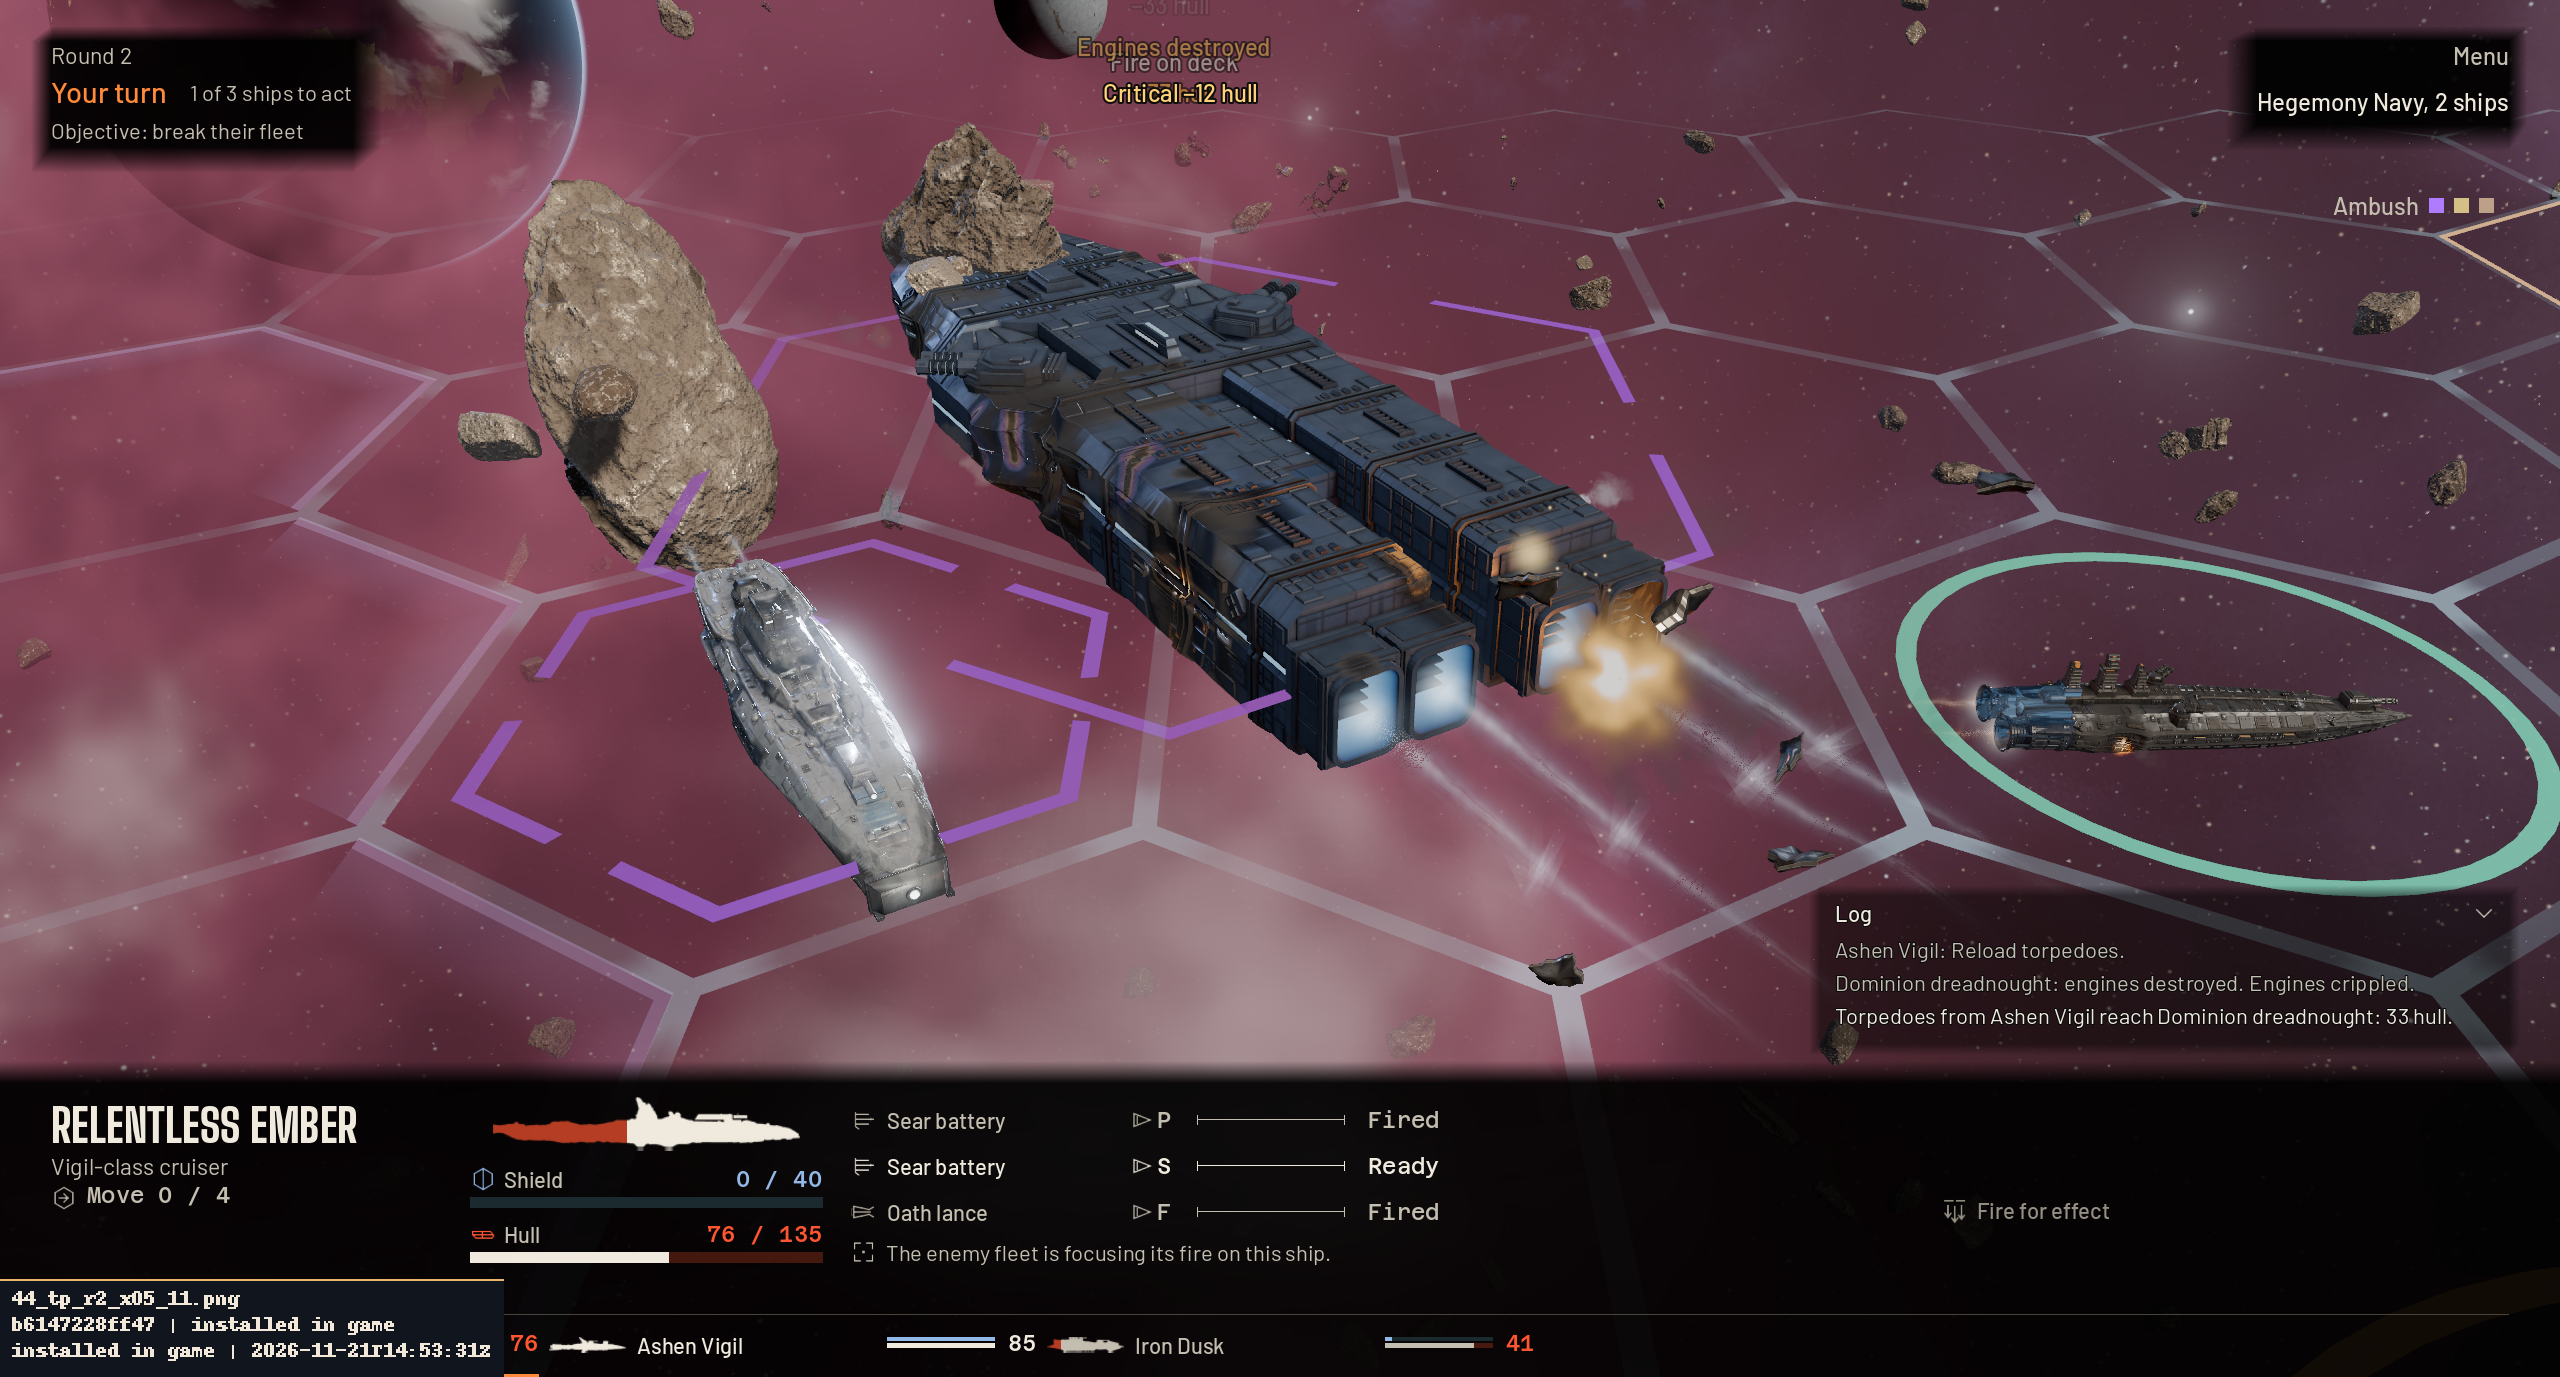 -33 hull
Engines destroyed
Fire on deck
Critical -12 hull
Round 2
Your turn 1 of 3 ships to act
Objective: break their fleet
Menu
Hegemony Navy, 2 ships
Ambush
Log
Ashen Vigil: Reload torpedoes.
Dominion dreadnought: engines destroyed. Engines crippled.
Torpedoes from Ashen Vigil reach Dominion dreadnought: 33 hull.
RELENTLESS EMBER
Vigil-class cruiser
Move 0 / 4
Shield 0 / 40
Hull 76 / 135
Sear battery P Fired
Sear battery S Ready
Oath lance F Fired
The enemy fleet is focusing its fire on this ship.
Fire for effect
44_tp_r2_x05_11.png
b6147228ff47 | installed in game
installed in game | 2026-11-21r14:53:31z
76 Ashen Vigil 85 Iron Dusk 41